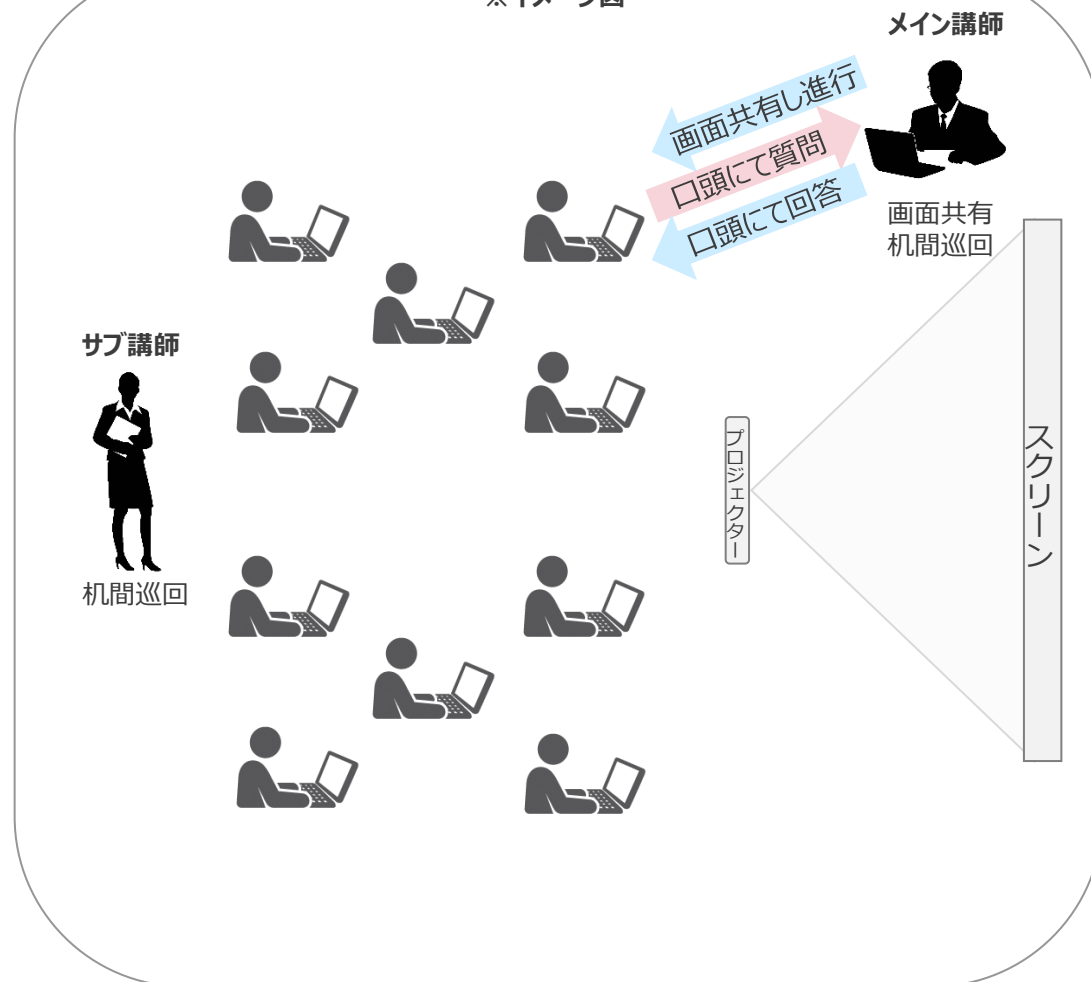 メイン講師
画面共有し進行
口頭にて質問
口頭にて回答
画面共有
机間巡回
サブ講師
机間巡回
プロジェクター
スクリーン